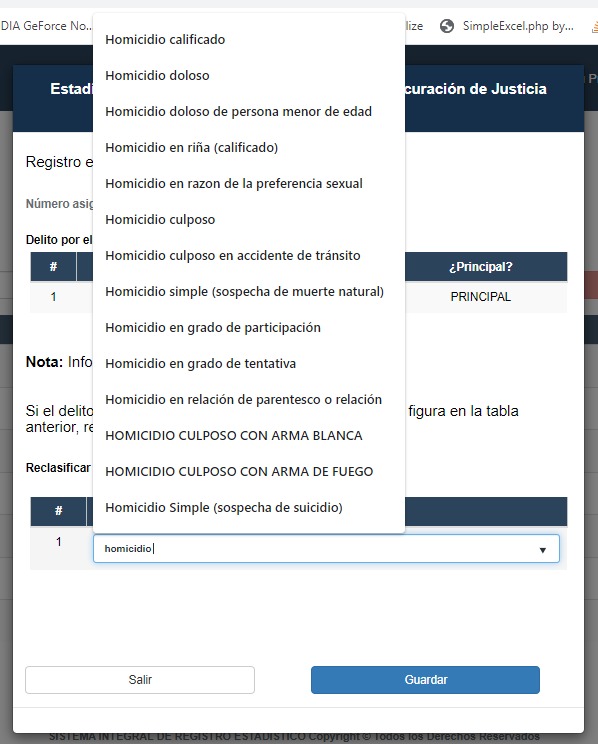 DIA GeForce No...
lize
SimpleExcel.php by...
Homicidio calificado
Homicidio doloso
Homicidio doloso de persona menor de edad
Homicidio en riña (calificado)
Homicidio en razon de la preferencia sexual
Homicidio culposo
Homicidio culposo en accidente de tránsito
Homicidio simple (sospecha de muerte natural)
Homicidio en grado de participación
Homicidio en grado de tentativa
Homicidio en relación de parentesco o relación
HOMICIDIO CULPOSO CON ARMA BLANCA
HOMICIDIO CULPOSO CON ARMA DE FUEGO
Homicidio Simple (sospecha de suicidio)
Estadí
curación de Justicia
Registro e
Número asig
Delito por el
# ¿Principal?
1 PRINCIPAL
Nota: Info
Si el delito figura en la tabla
anterior, re
Reclasificar
#
1 homicidio
Salir Guardar
SISTEMA INTEGRAL DE REGISTRO ESTADISTICO Copyright © Todos los Derechos Reservados